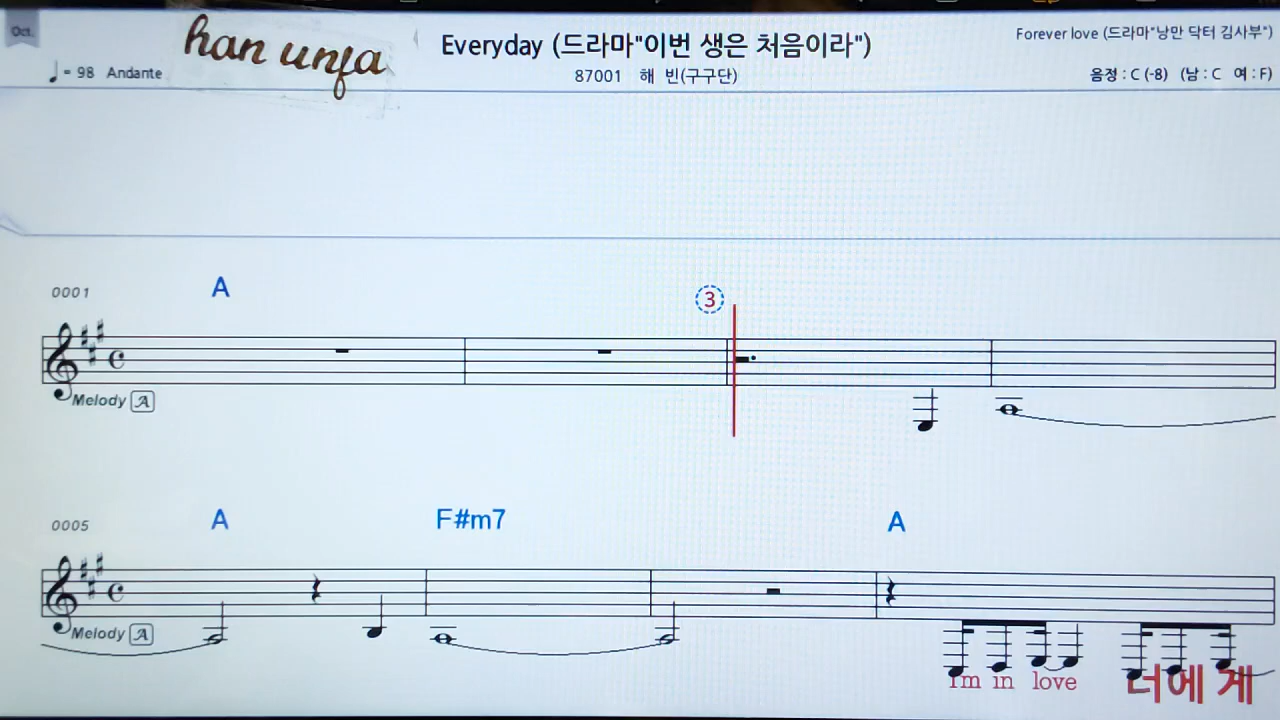 Oct.
han unfa
Everyday (드라마"이번 생은 처음이라")
Forever love (드라마"낭만 닥터 김사부")
♩ = 98 Andante
87001 해 빈(구구단)
음정 : C (-8) (남 : C 여 : F)
0001 A ③
Melody A
0005 A F#m7 A
Melody A
I'm in love 너에 게